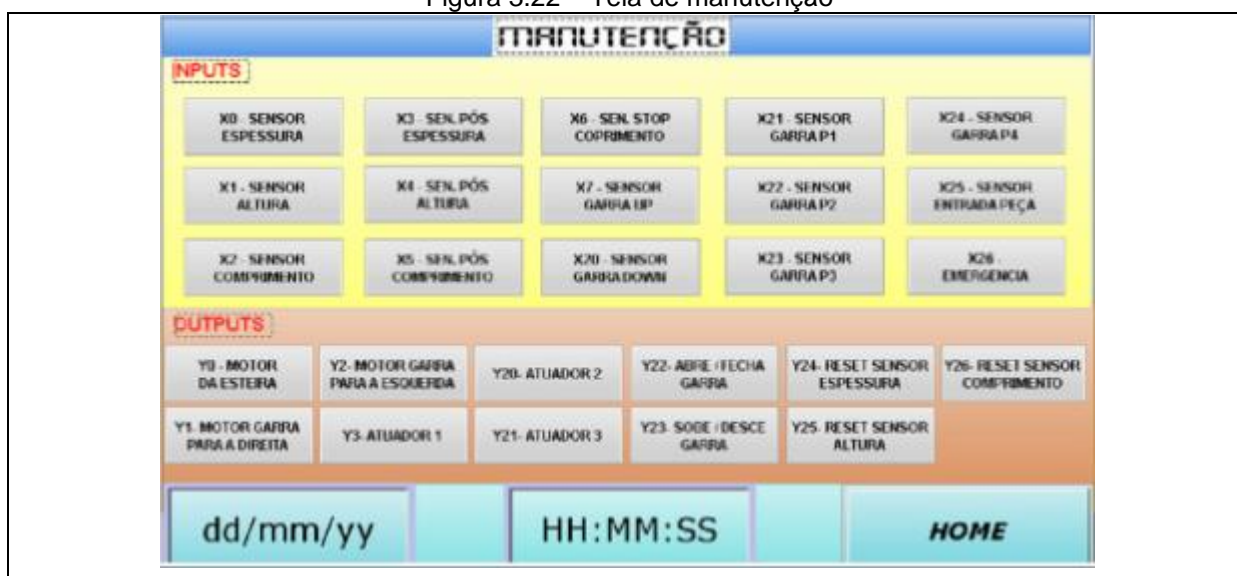 Figura 3.22 – Tela de manutenção
MANUTENÇÃO
INPUTS
X0 - SENSOR
ESPESSURA
X3 - SEN. PÓS
ESPESSURA
X6 - SEN. STOP
COPRIMENTO
X21 - SENSOR
GARRA P1
X24 - SENSOR
GARRA P4
X1 - SENSOR
ALTURA
X4 - SEN. PÓS
ALTURA
X7 - SENSOR
GARRA UP
X22 - SENSOR
GARRA P2
X25 - SENSOR
ENTRADA PEÇA
X2 - SENSOR
COMPRIMENTO
X5 - SEN. PÓS
COMPRIMENTO
X20 - SENSOR
GARRA DOWN
X23 - SENSOR
GARRA P3
X26 -
EMERGENCIA
OUTPUTS
Y0 - MOTOR
DA ESTEIRA
Y2- MOTOR GARRA
PARA A ESQUERDA
Y20- ATUADOR 2
Y22- ABRE / FECHA
GARRA
Y24- RESET SENSOR
ESPESSURA
Y26- RESET SENSOR
COMPRIMENTO
Y1- MOTOR GARRA
PARA A DIREITA
Y3- ATUADOR 1
Y21- ATUADOR 3
Y23- SOBE / DESCE
GARRA
Y25- RESET SENSOR
ALTURA
dd/mm/yy
HH:MM:SS
HOME